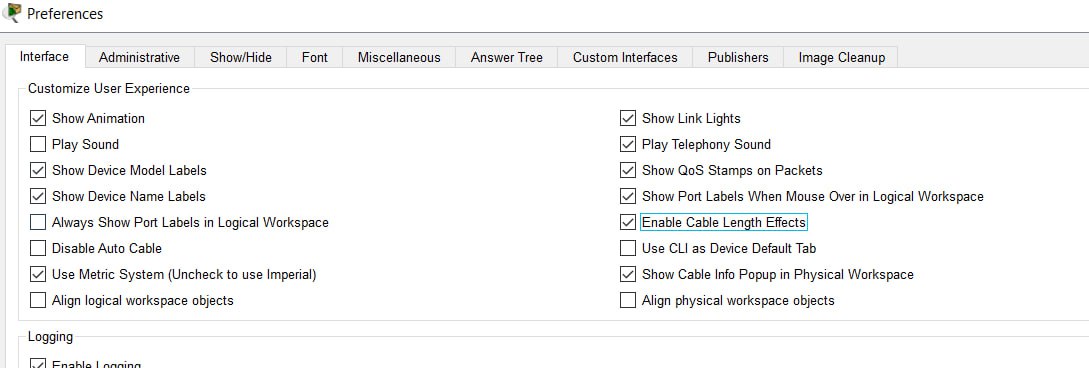 Preferences
Interface Administrative Show/Hide Font Miscellaneous Answer Tree Custom Interfaces Publishers Image Cleanup
Customize User Experience
Show Animation Show Link Lights
Play Sound Play Telephony Sound
Show Device Model Labels Show QoS Stamps on Packets
Show Device Name Labels Show Port Labels When Mouse Over in Logical Workspace
Always Show Port Labels in Logical Workspace Enable Cable Length Effects
Disable Auto Cable Use CLI as Device Default Tab
Use Metric System (Uncheck to use Imperial) Show Cable Info Popup in Physical Workspace
Align logical workspace objects Align physical workspace objects
Logging
Enable Logging